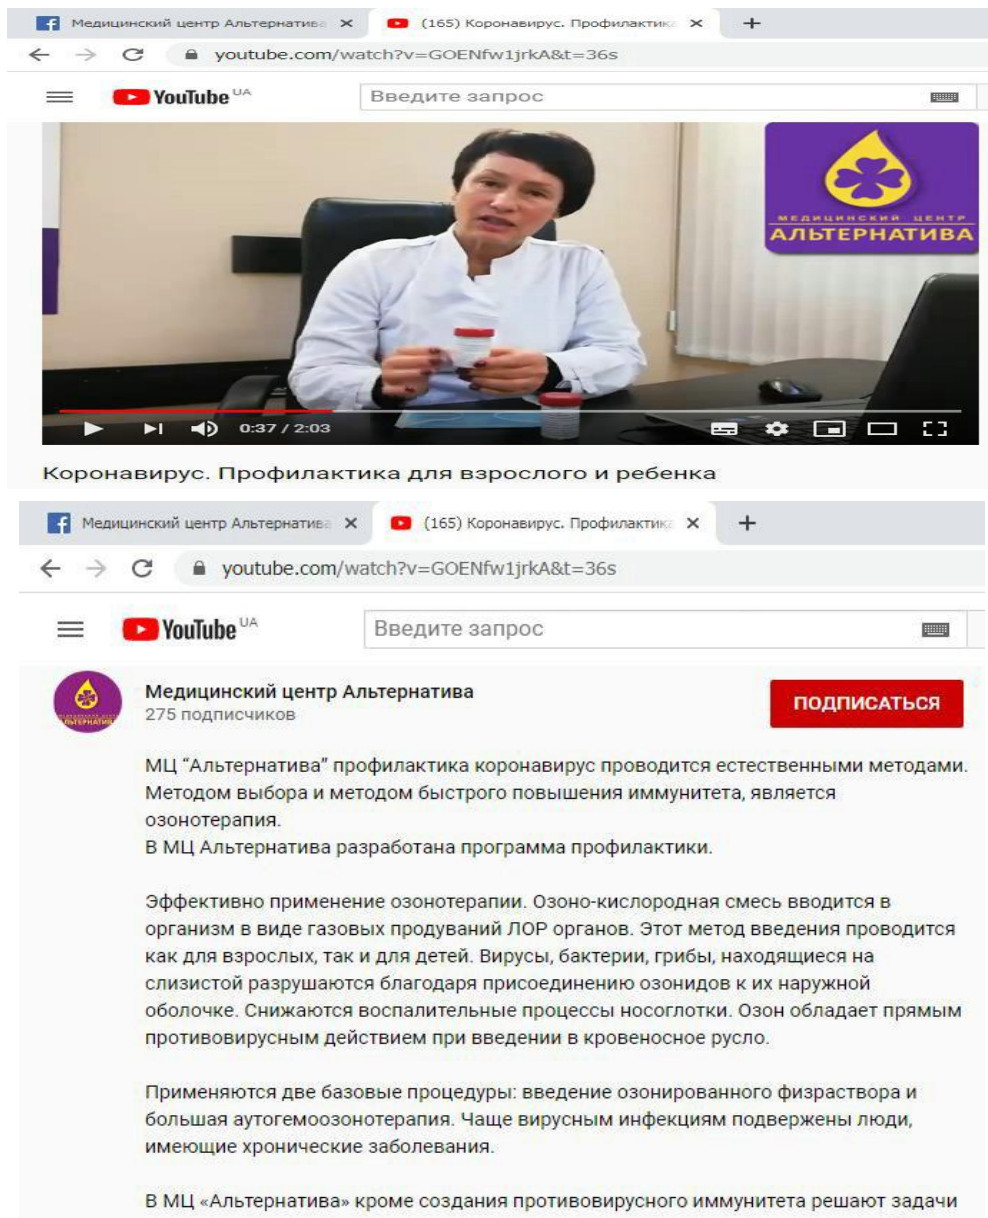 Медицинский центр Альтернатива
(165) Коронавирус. Профилактика
youtube.com/watch?v=GOENfw1jrkA&t=36s
YouTube UA
Введите запрос
МЕДИЦИНСКИЙ ЦЕНТР
АЛЬТЕРНАТИВА
0:37 / 2:03
Коронавирус. Профилактика для взрослого и ребенка
Медицинский центр Альтернатива
(165) Коронавирус. Профилактика
youtube.com/watch?v=GOENfw1jrkA&t=36s
YouTube UA
Введите запрос
Медицинский центр Альтернатива
275 подписчиков
ПОДПИСАТЬСЯ
МЦ “Альтернатива” профилактика коронавирус проводится естественными методами.
Методом выбора и методом быстрого повышения иммунитета, является
озонотерапия.
В МЦ Альтернатива разработана программа профилактики.
Эффективно применение озонотерапии. Озоно-кислородная смесь вводится в
организм в виде газовых продуваний ЛОР органов. Этот метод введения проводится
как для взрослых, так и для детей. Вирусы, бактерии, грибы, находящиеся на
слизистой разрушаются благодаря присоединению озонидов к их наружной
оболочке. Снижаются воспалительные процессы носоглотки. Озон обладает прямым
противовирусным действием при введении в кровеносное русло.
Применяются две базовые процедуры: введение озонированного физраствора и
большая аутогемоозонотерапия. Чаще вирусным инфекциям подвержены люди,
имеющие хронические заболевания.
В МЦ «Альтернатива» кроме создания противовирусного иммунитета решают задачи